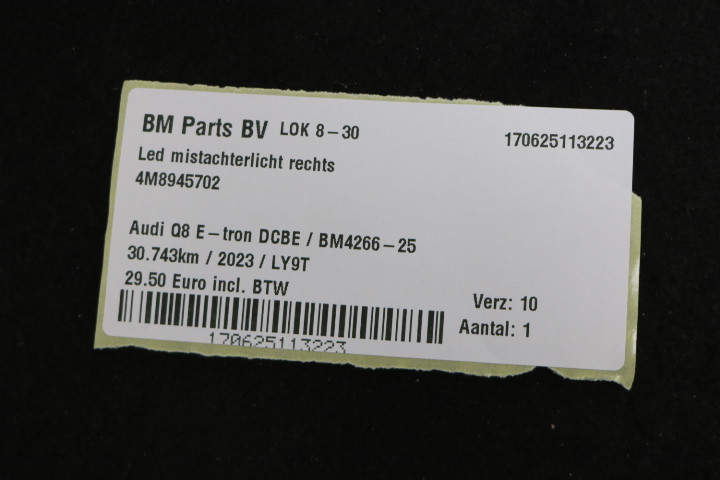 BM Parts BV LOK 8-30
170625113223
Led mistachterlicht rechts
4M8945702
Audi Q8 E-tron DCBE / BM4266-25
30.743km / 2023 / LY9T
29.50 Euro incl. BTW
Verz: 10
Aantal: 1
170625113223